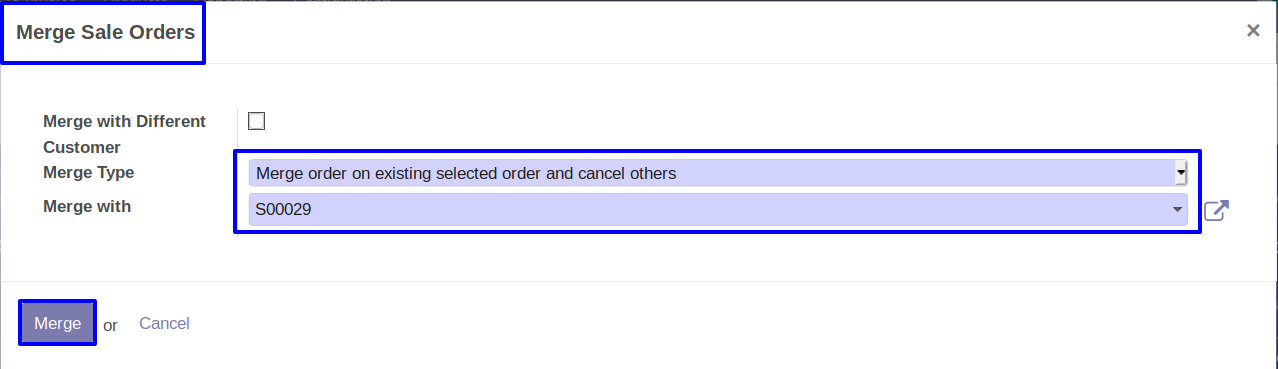 Merge Sale Orders
×
Merge with Different
Customer
Merge Type
Merge order on existing selected order and cancel others
Merge with
S00029
Merge or Cancel